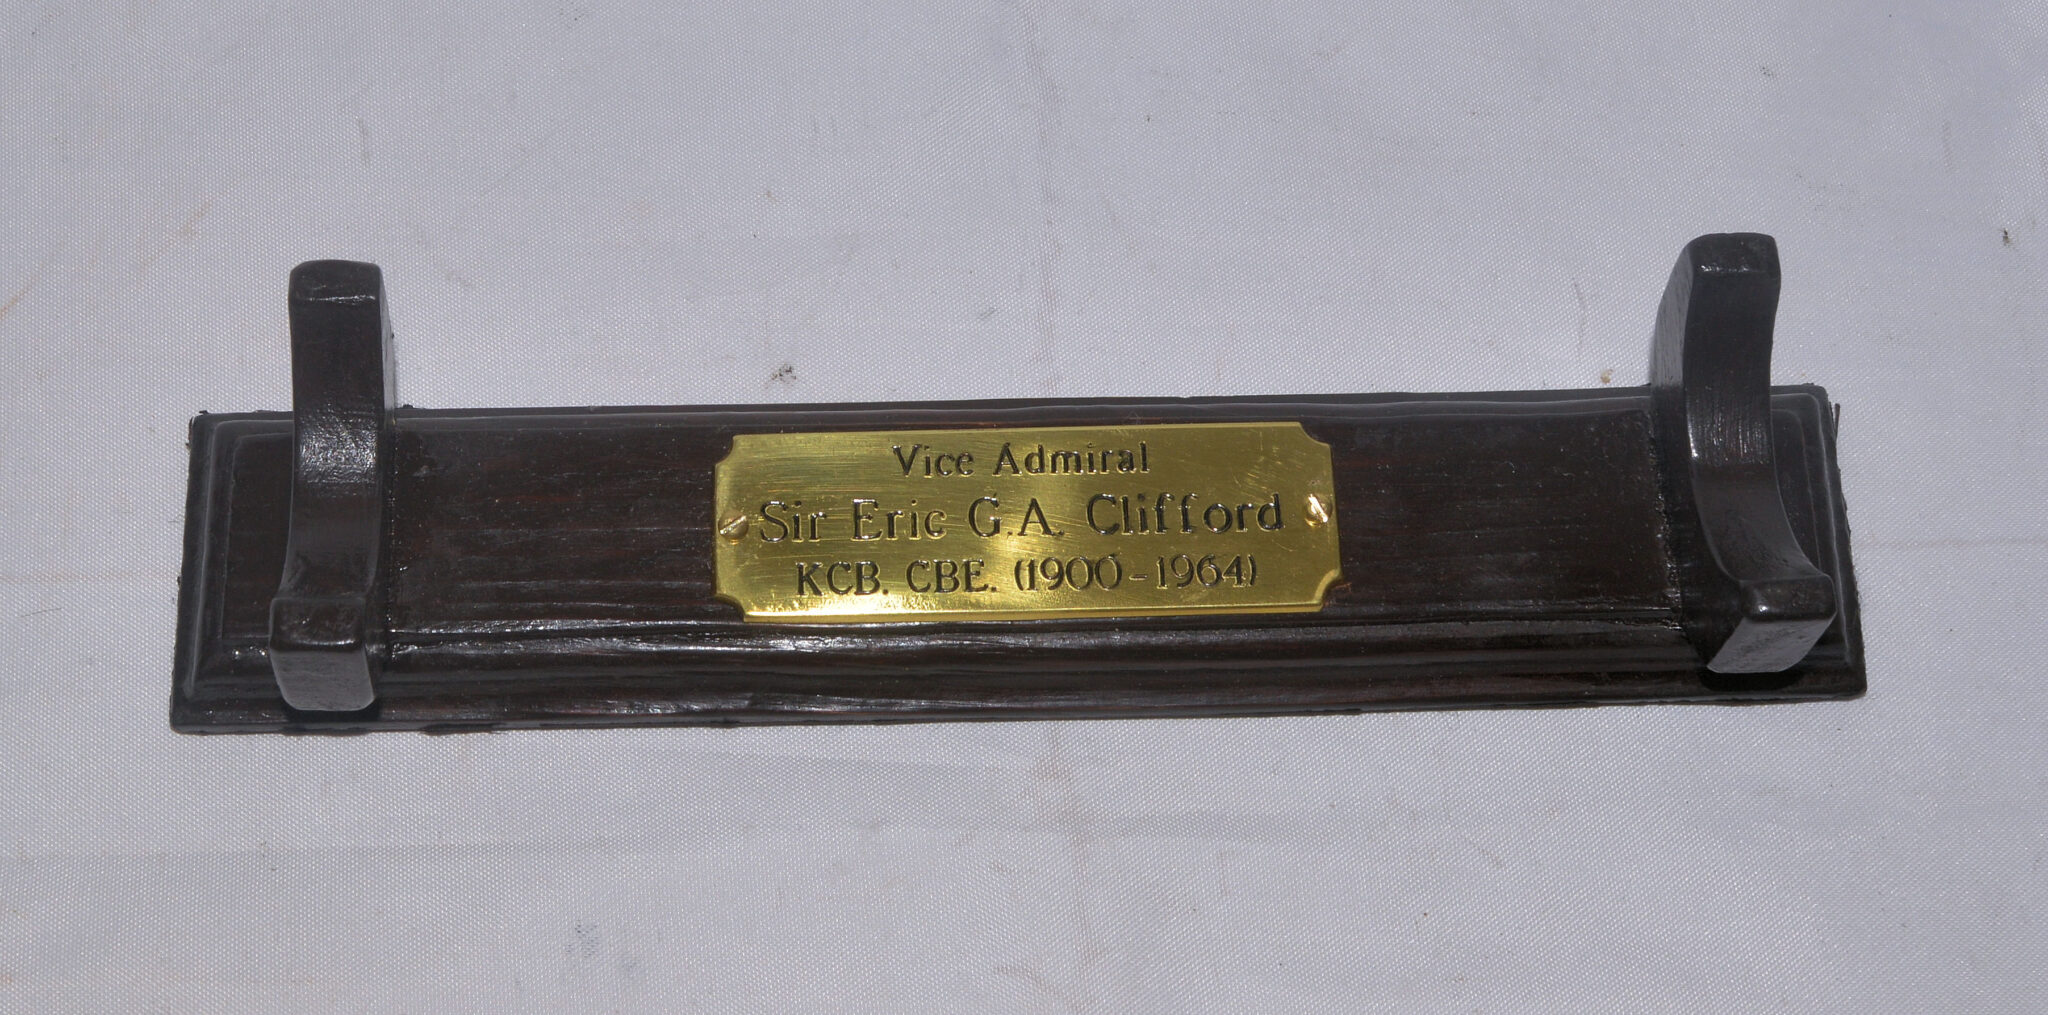 Vice Admiral
Sir Eric G.A. Clifford
KCB. CBE. (1900-1964)